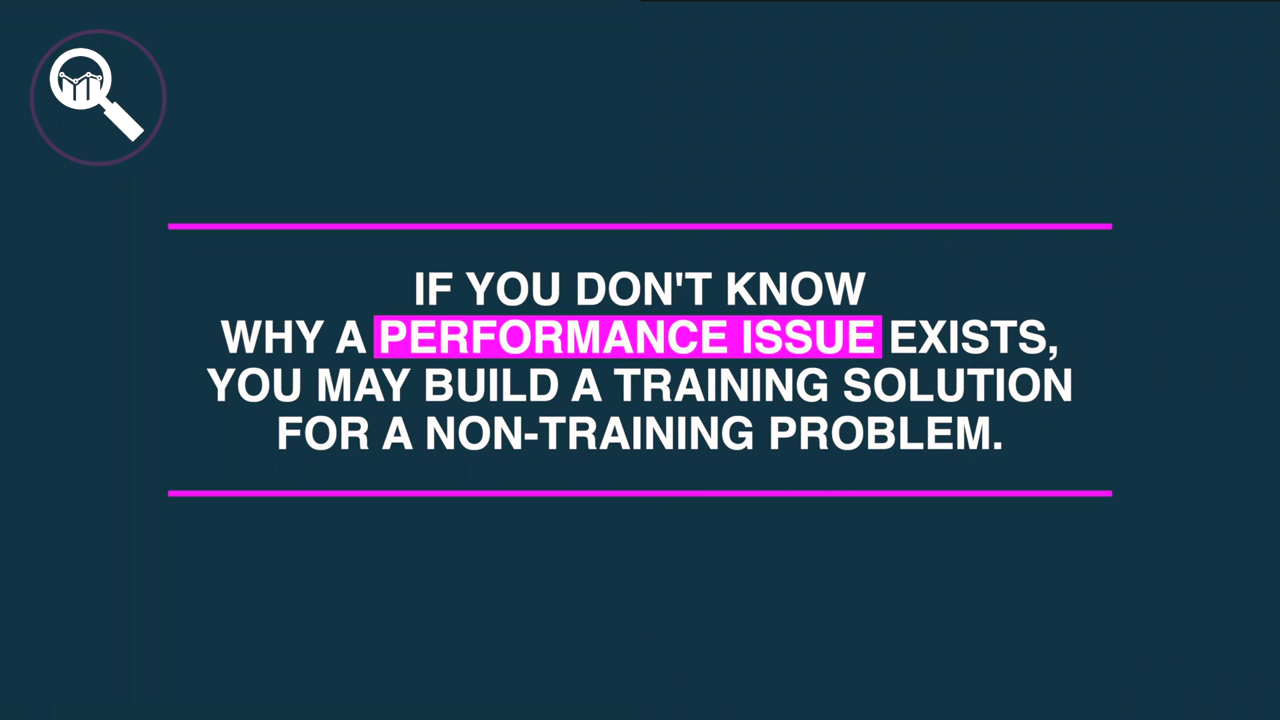 IF YOU DON'T KNOW
WHY A PERFORMANCE ISSUE EXISTS,
YOU MAY BUILD A TRAINING SOLUTION
FOR A NON-TRAINING PROBLEM.